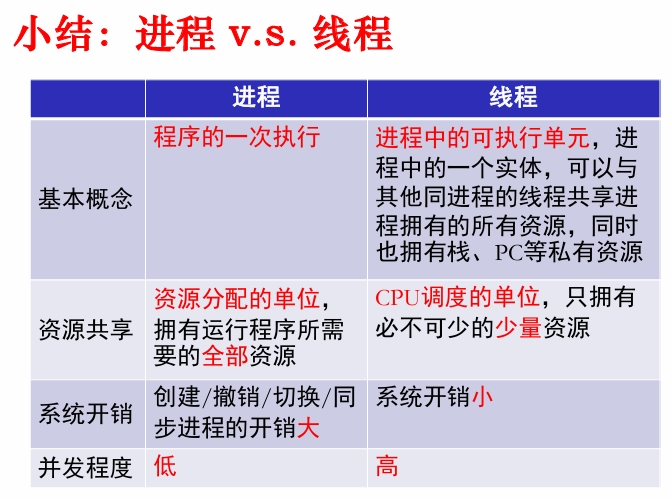 小结：进程 v.s. 线程
进程
线程
基本概念
程序的一次执行
进程中的可执行单元，进
程中的一个实体，可以与
其他同进程的线程共享进
程拥有的所有资源，同时
也拥有栈、PC等私有资源
资源共享
资源分配的单位，
拥有运行程序所需
要的全部资源
CPU调度的单位，只拥有
必不可少的少量资源
系统开销
创建/撤销/切换/同
步进程的开销大
系统开销小
并发程度
低
高